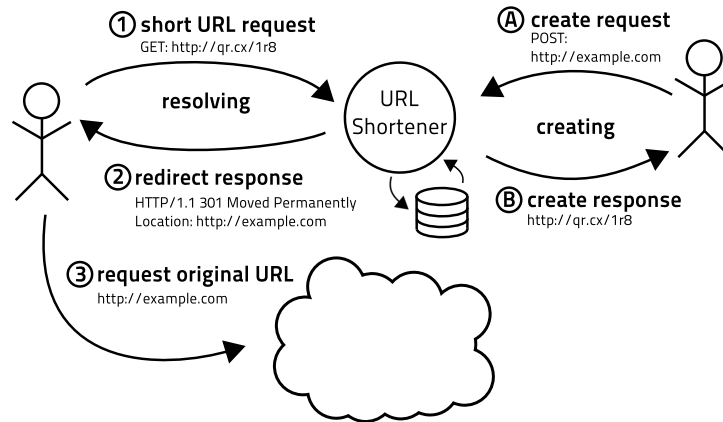 1 short URL request
GET: http://qr.cx/1r8
resolving
2 redirect response
HTTP/1.1 301 Moved Permanently
Location: http://example.com
3 request original URL
http://example.com
URL
Shortener
A create request
POST:
http://example.com
creating
B create response
http://qr.cx/1r8